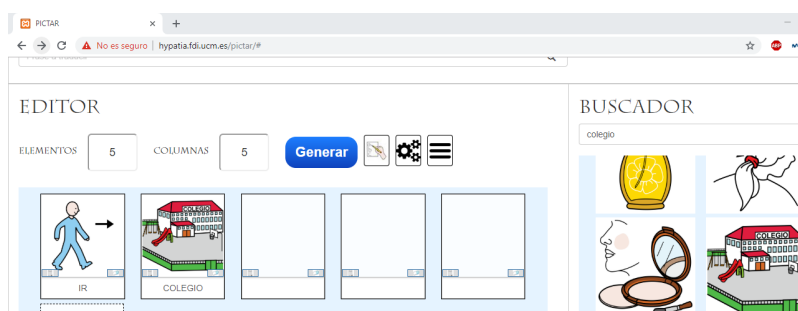 PICTAR
No es seguro | hypatia.fdi.ucm.es/pictar/#
EDITOR
ELEMENTOS 5 COLUMNAS 5 Generar
COLEGIO
IR COLEGIO
BUSCADOR
colegio
COLEGIO